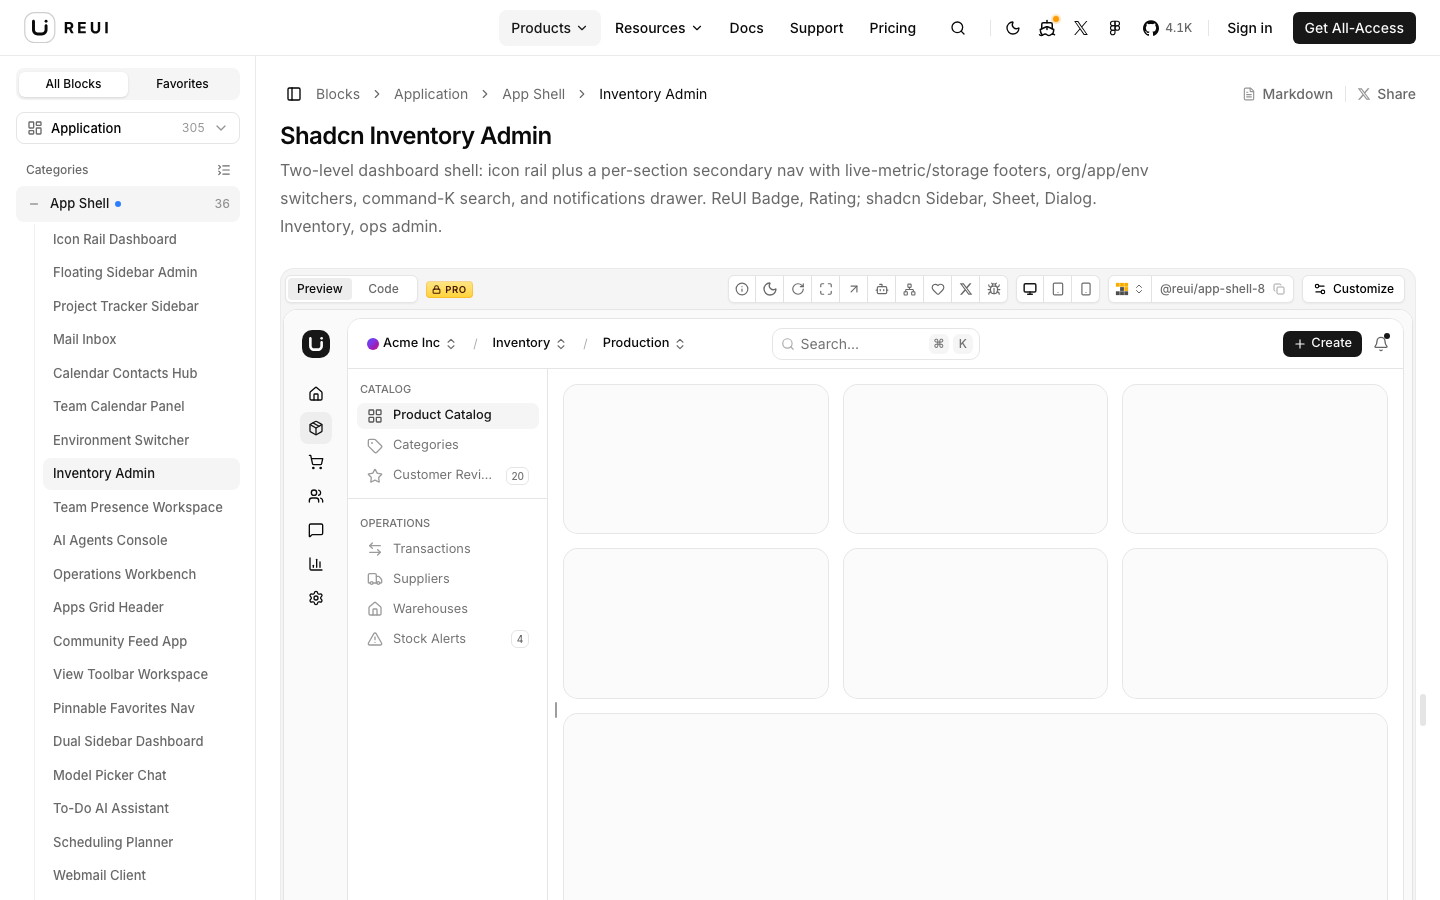 REUI
Products
Resources
Docs
Support
Pricing
4.1K
Sign in
Get All-Access
All Blocks
Favorites
Application
305
Categories
App Shell
36
Icon Rail Dashboard
Floating Sidebar Admin
Project Tracker Sidebar
Mail Inbox
Calendar Contacts Hub
Team Calendar Panel
Environment Switcher
Inventory Admin
Team Presence Workspace
AI Agents Console
Operations Workbench
Apps Grid Header
Community Feed App
View Toolbar Workspace
Pinnable Favorites Nav
Dual Sidebar Dashboard
Model Picker Chat
To-Do AI Assistant
Scheduling Planner
Webmail Client
Blocks > Application > App Shell > Inventory Admin
Markdown
Share
Shadcn Inventory Admin
Two-level dashboard shell: icon rail plus a per-section secondary nav with live-metric/storage footers, org/app/env
switchers, command-K search, and notifications drawer. ReUI Badge, Rating; shadcn Sidebar, Sheet, Dialog.
Inventory, ops admin.
Preview
Code
PRO
@reui/app-shell-8
Customize
Acme Inc / Inventory / Production
Search...
⌘ K
+ Create
CATALOG
Product Catalog
Categories
Customer Revi...
20
OPERATIONS
Transactions
Suppliers
Warehouses
Stock Alerts
4